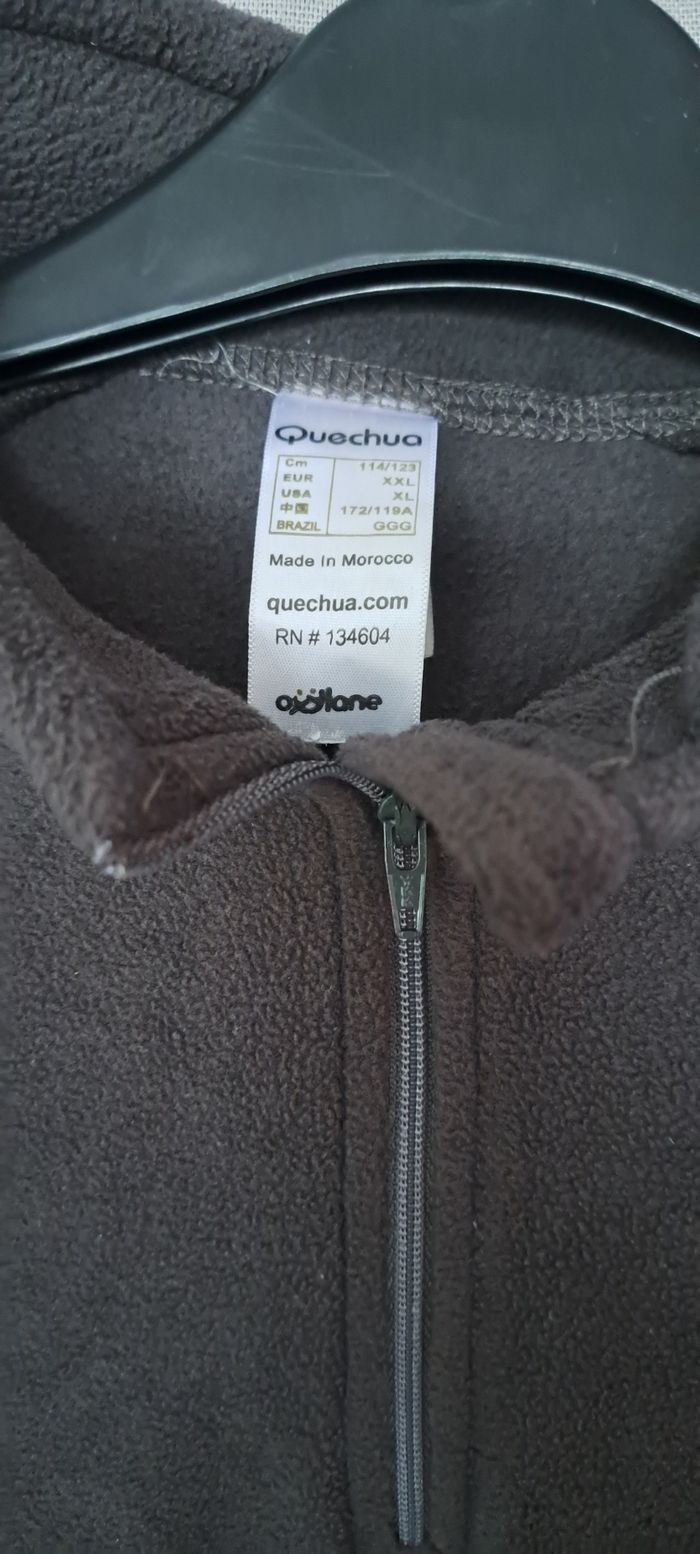 Quechua
Cm 114/123
EUR XXL
USA XL
中国 172/119A
BRAZIL GGG
Made In Morocco
quechua.com
RN # 134604
oxylane